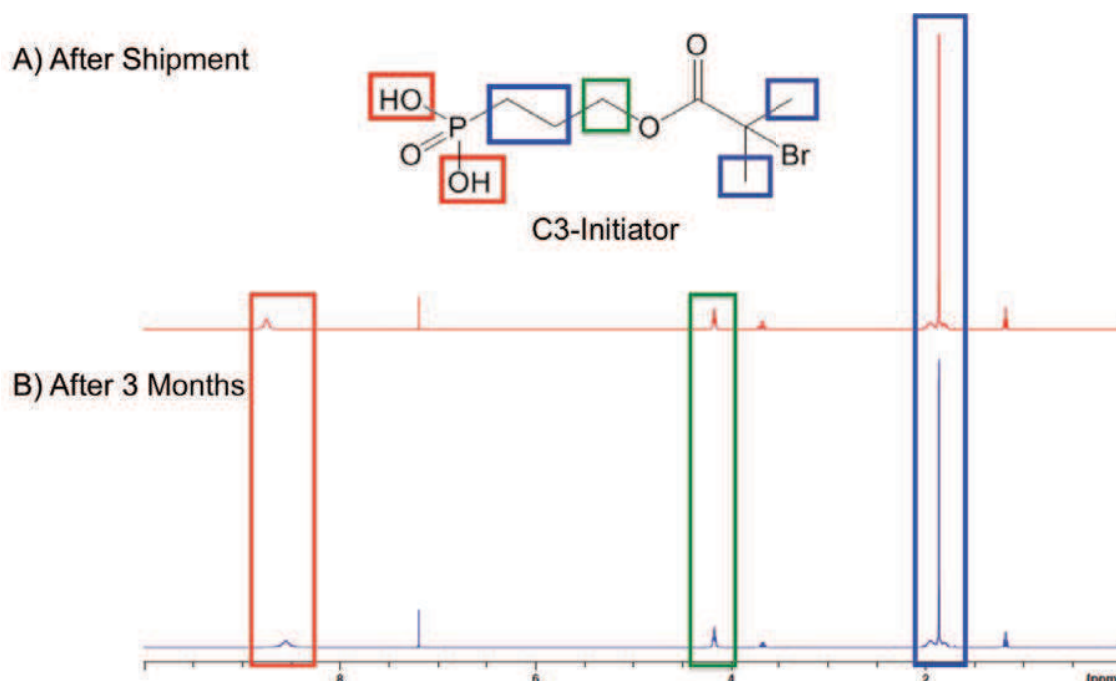 A) After Shipment
O
HO
P
O
OH
O
Br
C3-Initiator
B) After 3 Months
8
6
4
2
[ppm]